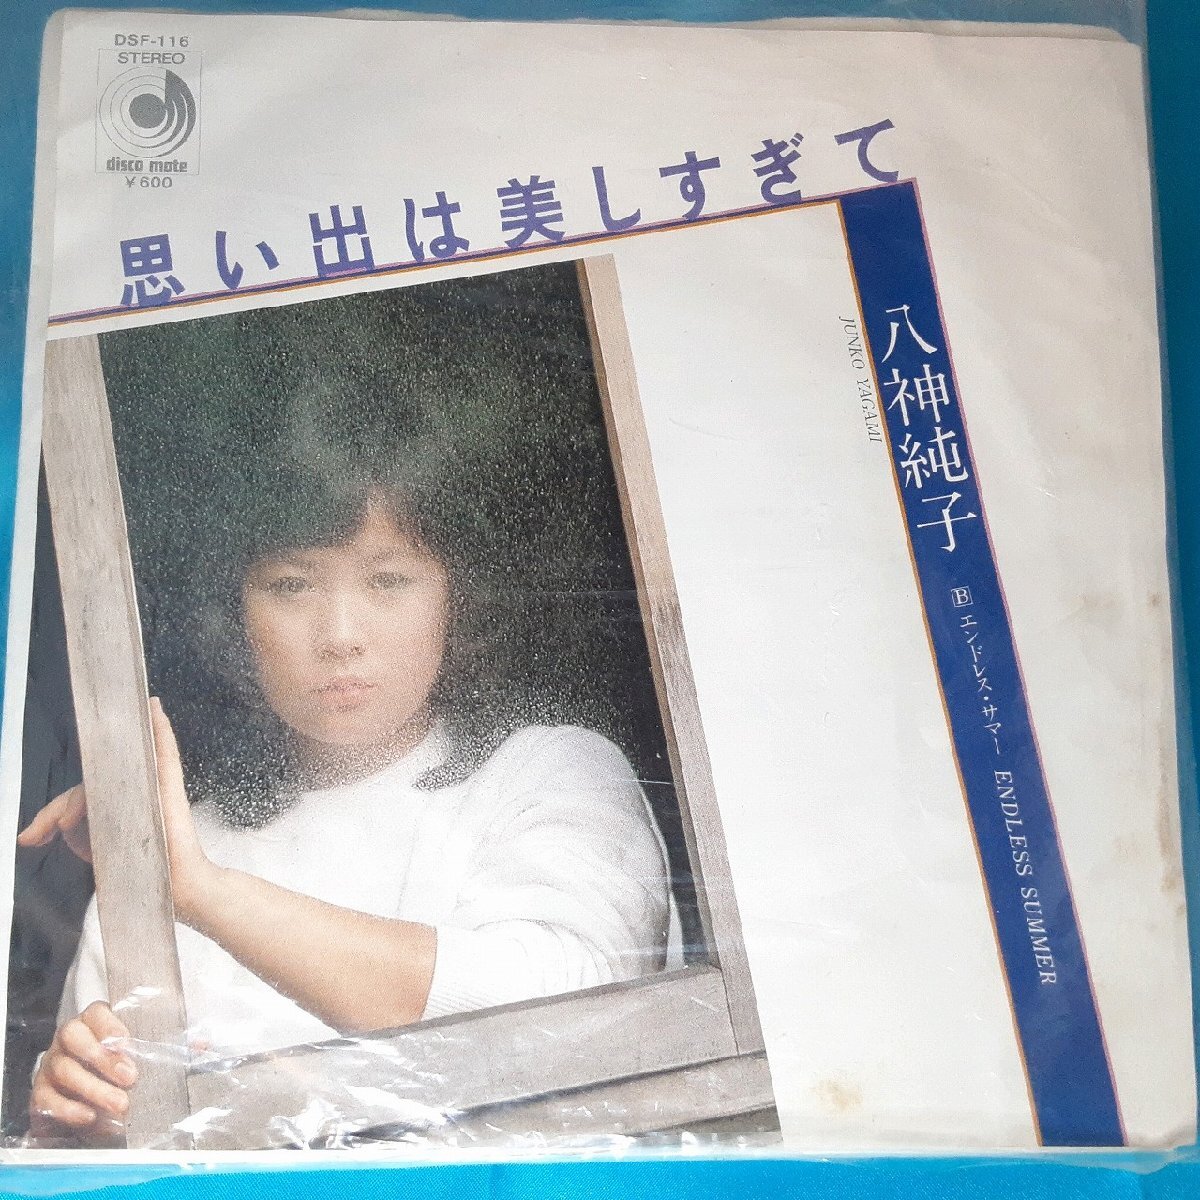 DSF-116
STEREO
disco mate
¥600
思い出は美しすぎて
八神純子
JUNKO YAGAMI
B エンドレス・サマー ENDLESS SUMMER